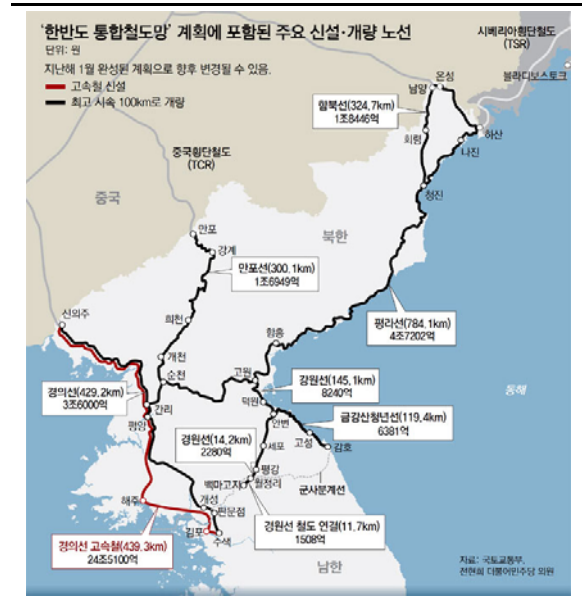 '한반도 통합철도망' 계획에 포함된 주요 신설·개량 노선
단위: 원
지난해 1월 완성된 계획으로 향후 변경될 수 있음.
고속철 신설
최고 시속 100km로 개량
시베리아횡단철도
(TSR)
블라디보스토크
온성
남양
함북선(324.7km)
1조8446억
하산
회령
나진
중국횡단철도
(TCR)
청진
중국
만포
북한
강계
만포선(300.1km)
1조6949억
신의주
희천
평라선(784.1km)
4조7202억
함흥
개천
고원
순천
강원선(145.1km)
8240억
동해
경의선(429.2km)
3조6000억
간리
덕원
금강산청년선(119.4km)
6381억
평양
안변
경원선(14.2km)
2280억
고성
세포
감호
평강
해주
백마고지
월정리
군사분계선
개성
판문점
경원선 철도 연결(11.7km)
1508억
경의선 고속철(439.3km)
24조5100억
김포
수색
남한
자료: 국토교통부,
전현희 더불어민주당 의원